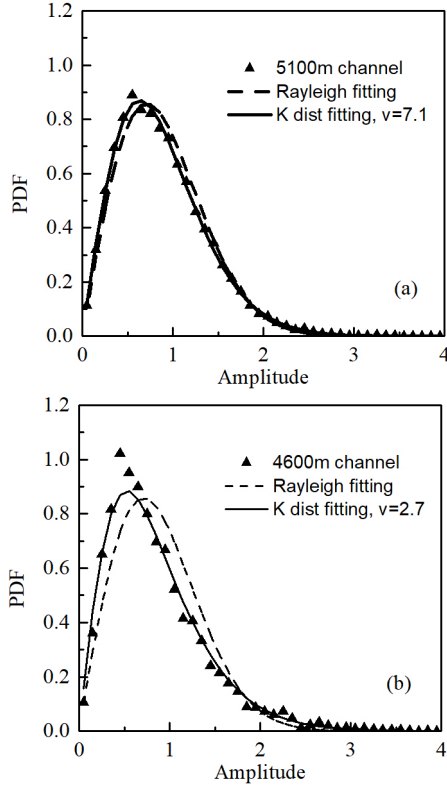 1.2
1.0
0.8
0.6
0.4
0.2
0.0
PDF
5100m channel
Rayleigh fitting
K dist fitting, v=7.1
(a)
0 1 2 3 4
Amplitude
1.2
1.0
0.8
0.6
0.4
0.2
0.0
PDF
4600m channel
Rayleigh fitting
K dist fitting, v=2.7
(b)
0 1 2 3 4
Amplitude